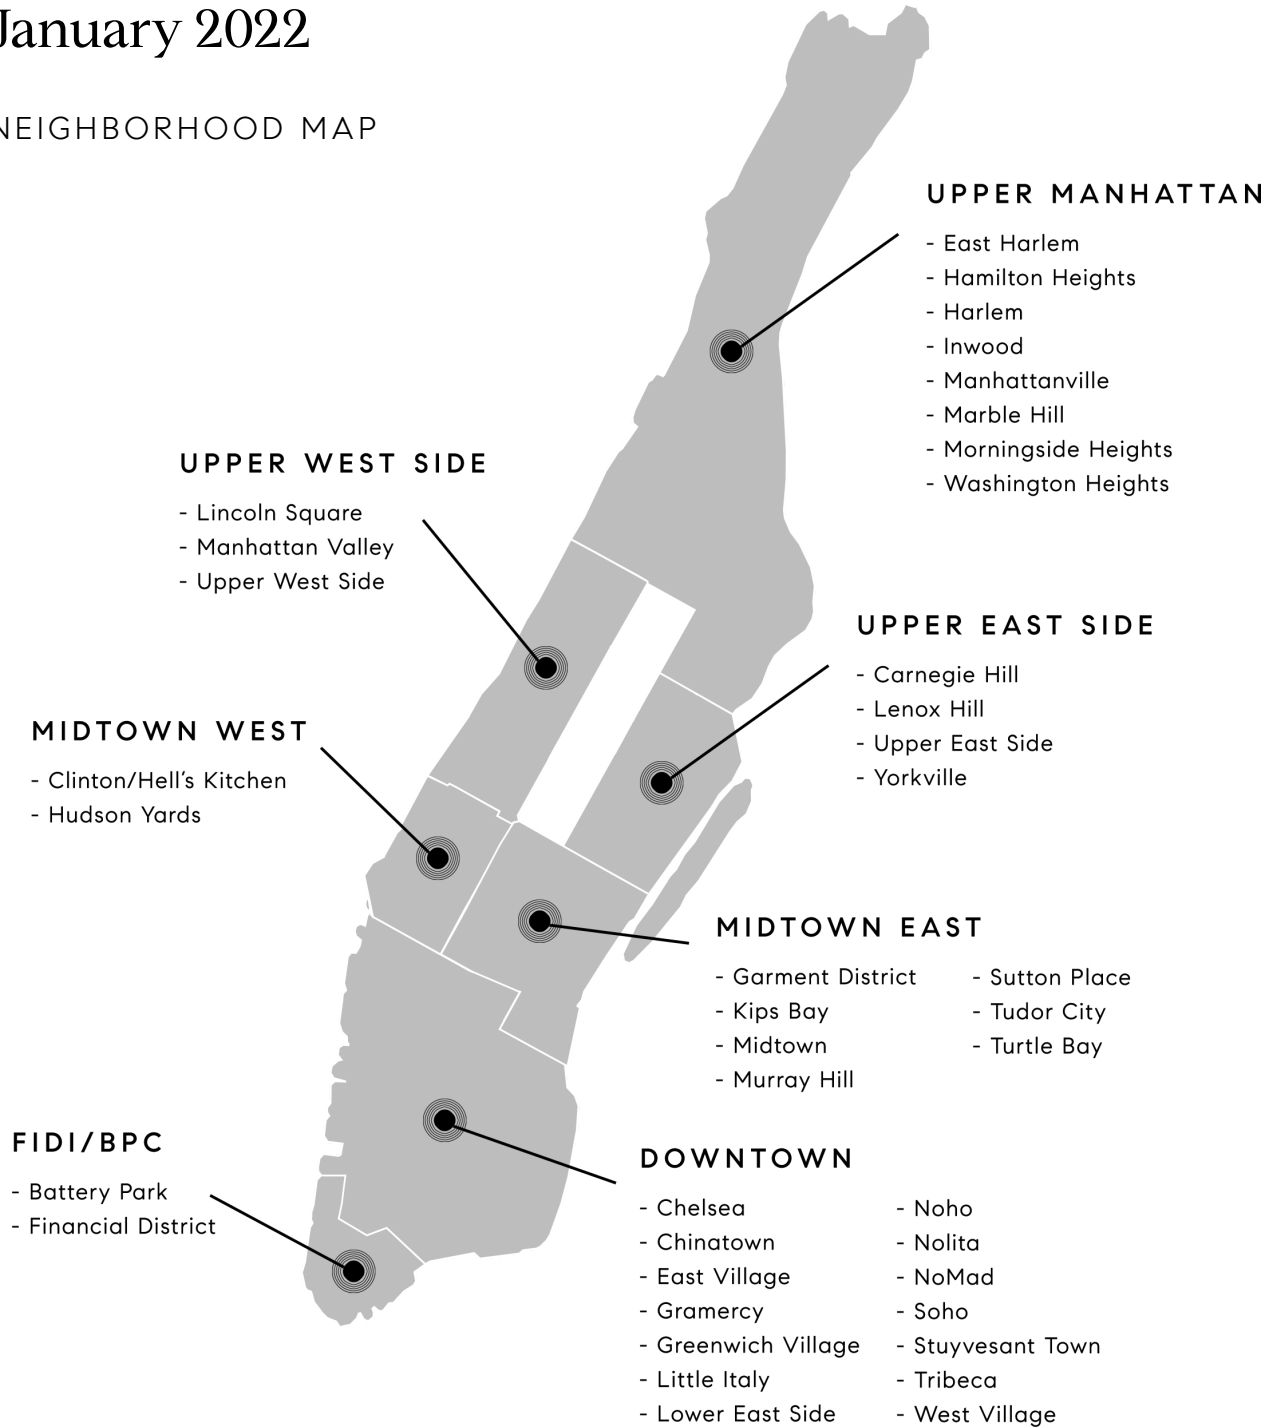 January 2022
NEIGHBORHOOD MAP
UPPER MANHATTAN
- East Harlem
- Hamilton Heights
- Harlem
- Inwood
- Manhattanville
- Marble Hill
- Morningside Heights
- Washington Heights
UPPER WEST SIDE
- Lincoln Square
- Manhattan Valley
- Upper West Side
UPPER EAST SIDE
- Carnegie Hill
- Lenox Hill
- Upper East Side
- Yorkville
MIDTOWN WEST
- Clinton/Hell's Kitchen
- Hudson Yards
MIDTOWN EAST
- Garment District
- Kips Bay
- Midtown
- Murray Hill
- Sutton Place
- Tudor City
- Turtle Bay
FIDI/BPC
- Battery Park
- Financial District
DOWNTOWN
- Chelsea
- Chinatown
- East Village
- Gramercy
- Greenwich Village
- Little Italy
- Lower East Side
- Noho
- Nolita
- NoMad
- Soho
- Stuyvesant Town
- Tribeca
- West Village